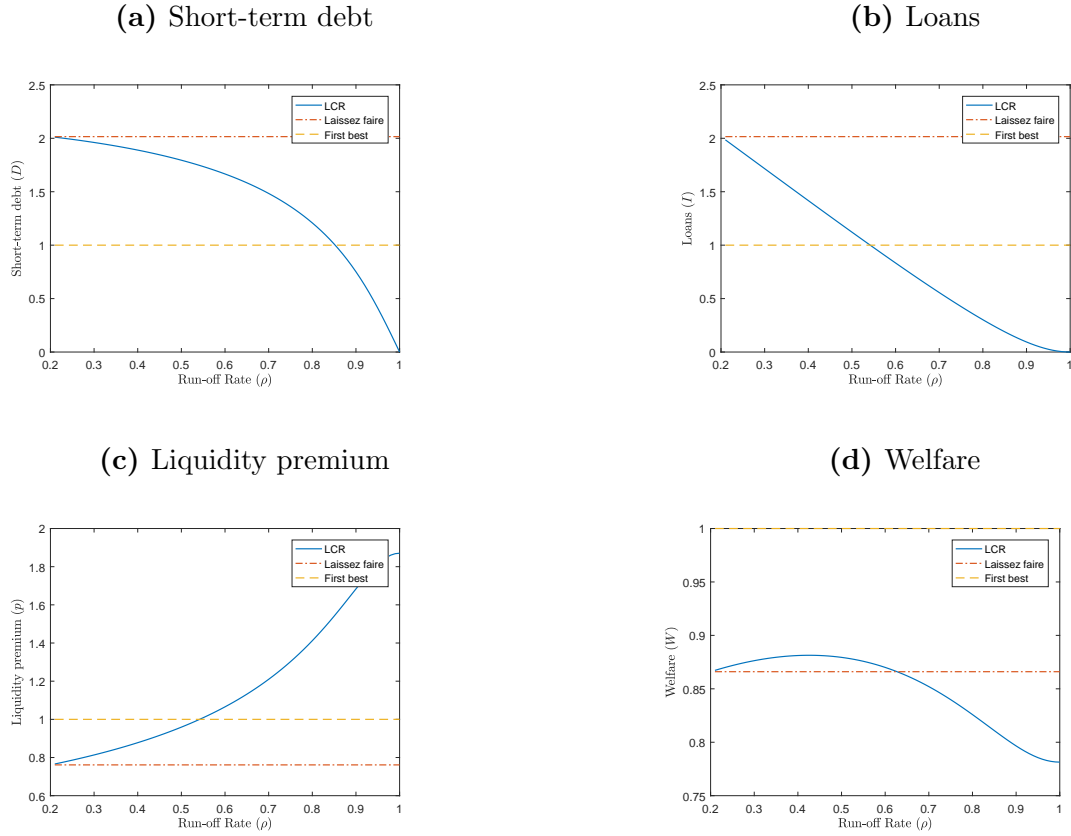 (a) Short-term debt
2.5
2
1.5
1
0.5
0
Short-term debt (D)
0.2 0.3 0.4 0.5 0.6 0.7 0.8 0.9 1
Run-off Rate (ρ)
LCR
Laissez faire
First best
(b) Loans
2.5
2
1.5
1
0.5
0
Loans (I)
0.2 0.3 0.4 0.5 0.6 0.7 0.8 0.9 1
Run-off Rate (ρ)
LCR
Laissez faire
First best
(c) Liquidity premium
2
1.8
1.6
1.4
1.2
1
0.8
0.6
Liquidity premium (p)
0.2 0.3 0.4 0.5 0.6 0.7 0.8 0.9 1
Run-off Rate (ρ)
LCR
Laissez faire
First best
(d) Welfare
1
0.95
0.9
0.85
0.8
0.75
Welfare (W)
0.2 0.3 0.4 0.5 0.6 0.7 0.8 0.9 1
Run-off Rate (ρ)
LCR
Laissez faire
First best